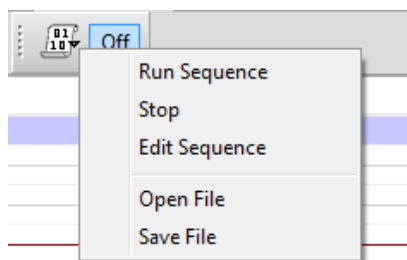 01
10
Off
Run Sequence
Stop
Edit Sequence
Open File
Save File